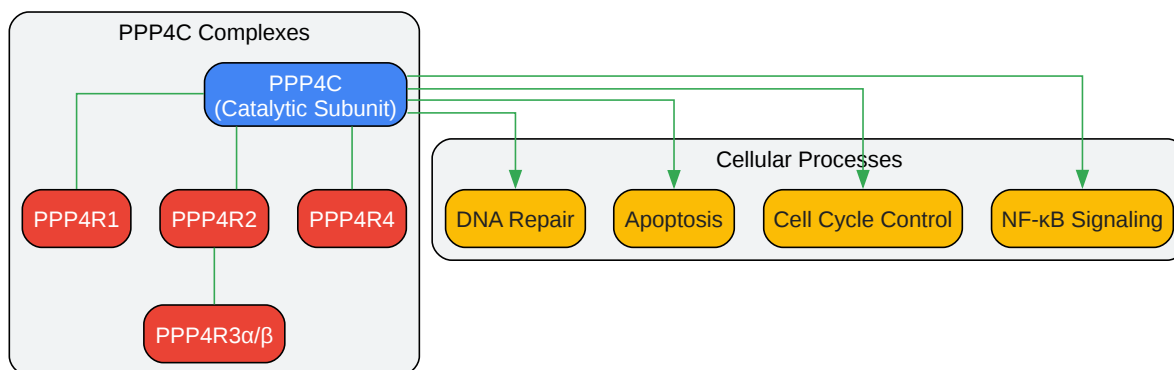 PPP4C Complexes
PPP4C
(Catalytic Subunit)
PPP4R1
PPP4R2
PPP4R4
PPP4R3α/β
Cellular Processes
DNA Repair
Apoptosis
Cell Cycle Control
NF-κB Signaling